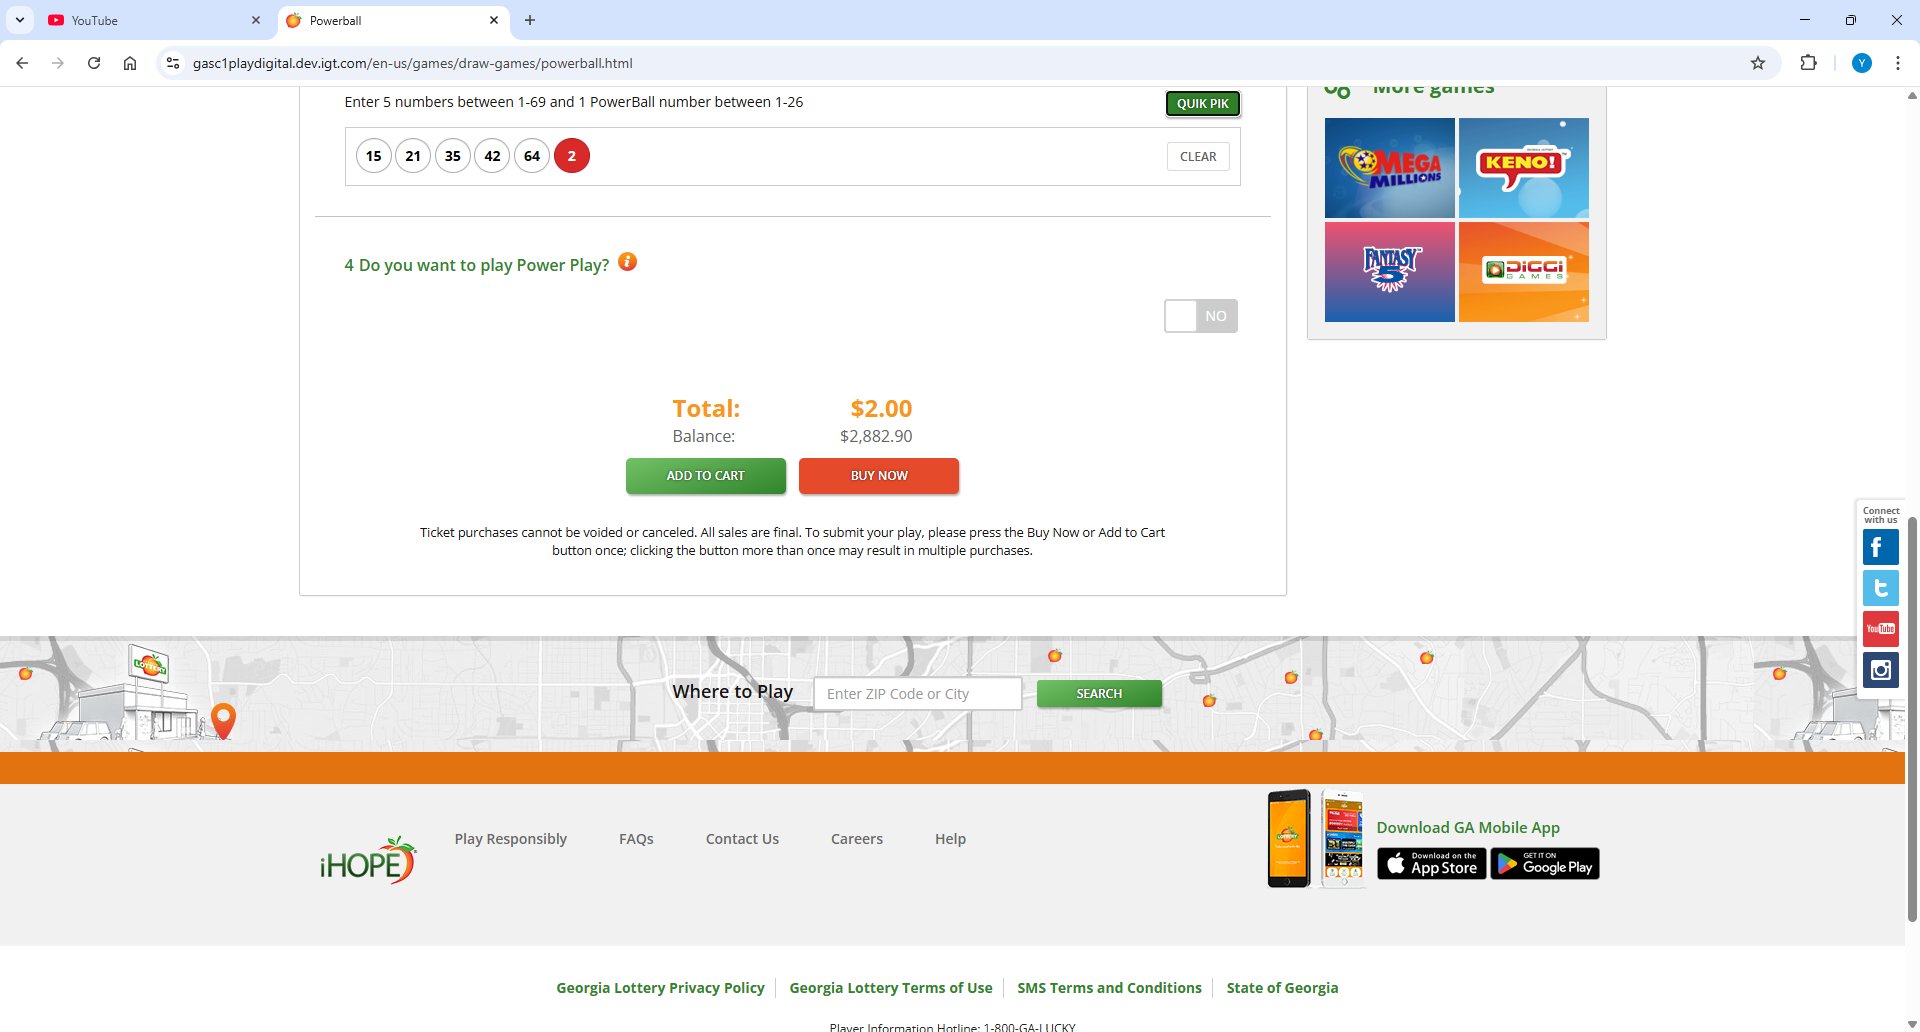 YouTube
Powerball
gasc1playdigital.dev.igt.com/en-us/games/draw-games/powerball.html
Y
Enter 5 numbers between 1-69 and 1 PowerBall number between 1-26
QUIK PIK
15 21 35 42 64 2
CLEAR
4 Do you want to play Power Play?
NO
Total: $2.00
Balance: $2,882.90
ADD TO CART
BUY NOW
Ticket purchases cannot be voided or canceled. All sales are final. To submit your play, please press the Buy Now or Add to Cart
button once; clicking the button more than once may result in multiple purchases.
More games
MEGA
MILLIONS
KENO!
FANTASY
5
DiGGi
GAMES
Connect
with us
You Tube
LOTTERY
Where to Play
Enter ZIP Code or City
SEARCH
iHOPE
Play Responsibly
FAQs
Contact Us
Careers
Help
Download GA Mobile App
Download on the
App Store
GET IT ON
Google Play
Georgia Lottery Privacy Policy
Georgia Lottery Terms of Use
SMS Terms and Conditions
State of Georgia
Player Information Hotline: 1-800-GA-LUCKY